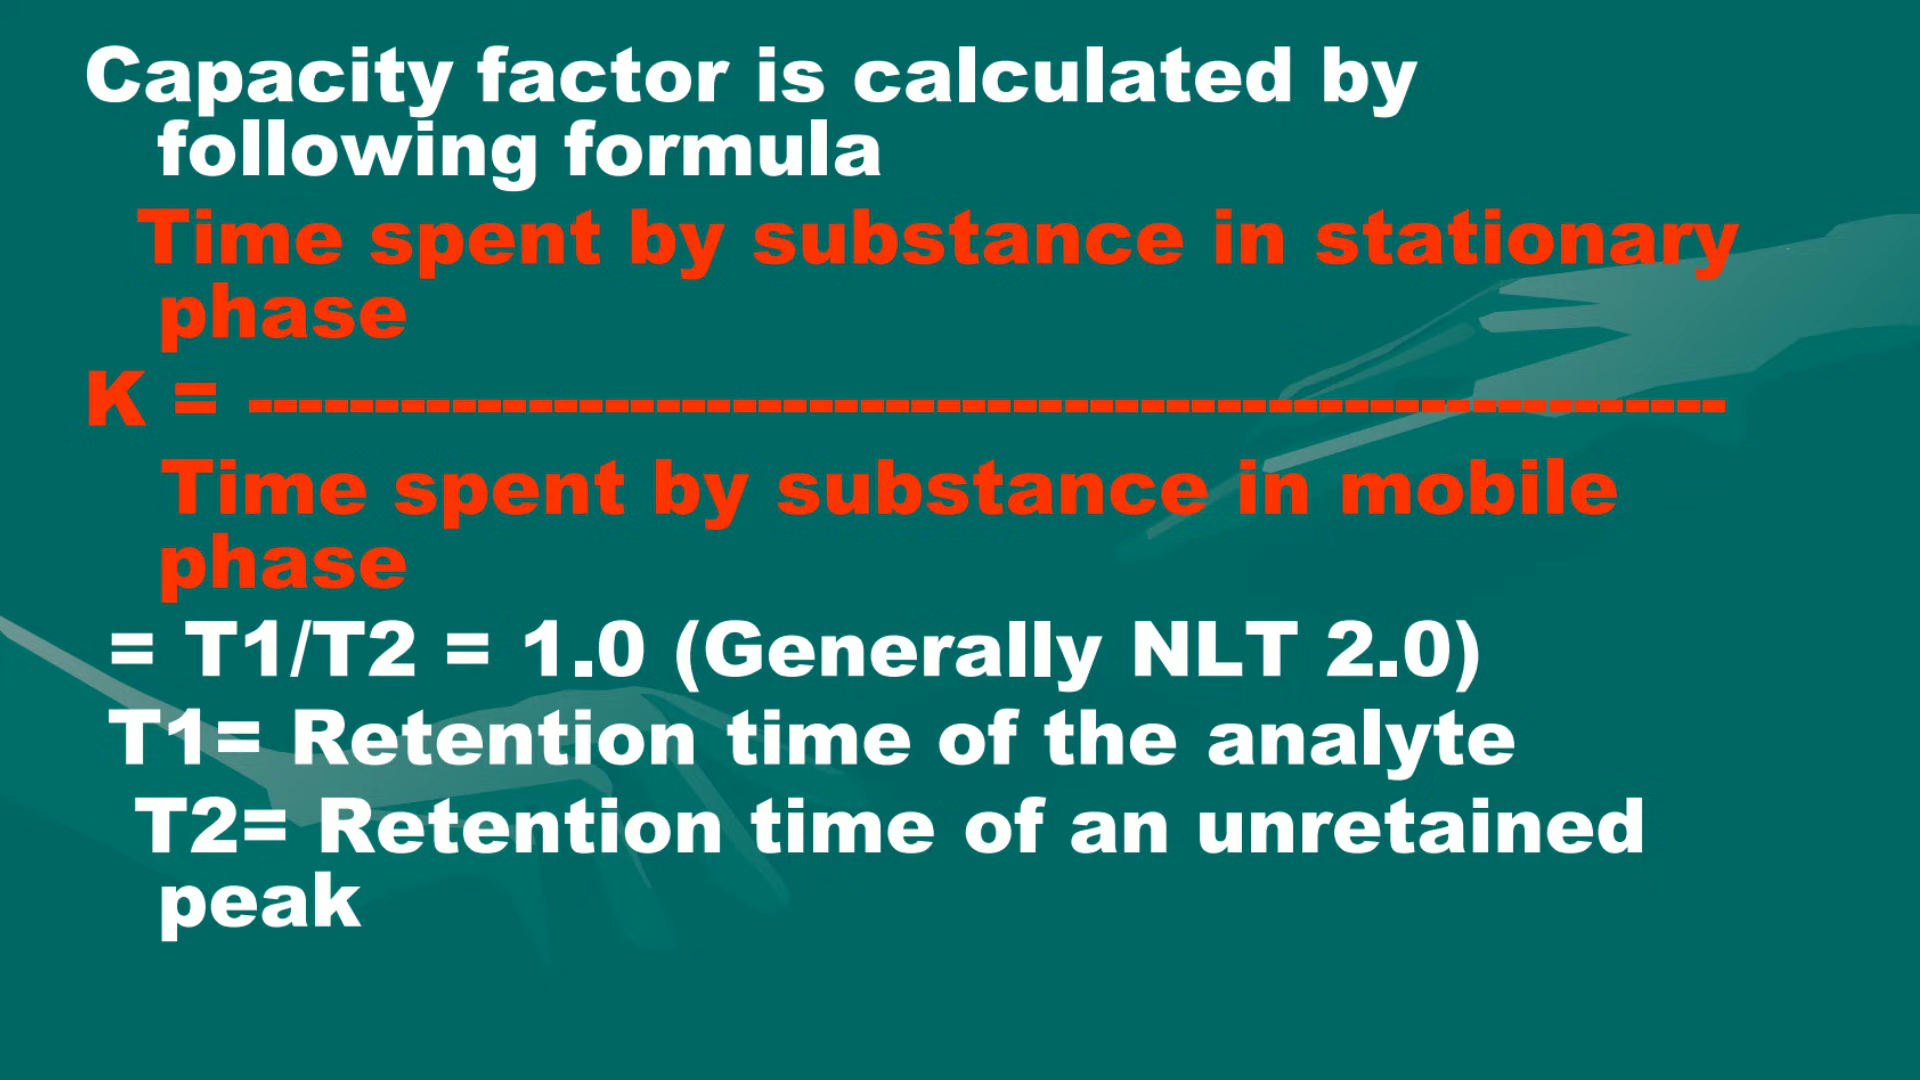 Capacity factor is calculated by
following formula
Time spent by substance in stationary
phase
K = ----------------------------------------------------------
Time spent by substance in mobile
phase
= T1/T2 = 1.0 (Generally NLT 2.0)
T1= Retention time of the analyte
T2= Retention time of an unretained
peak